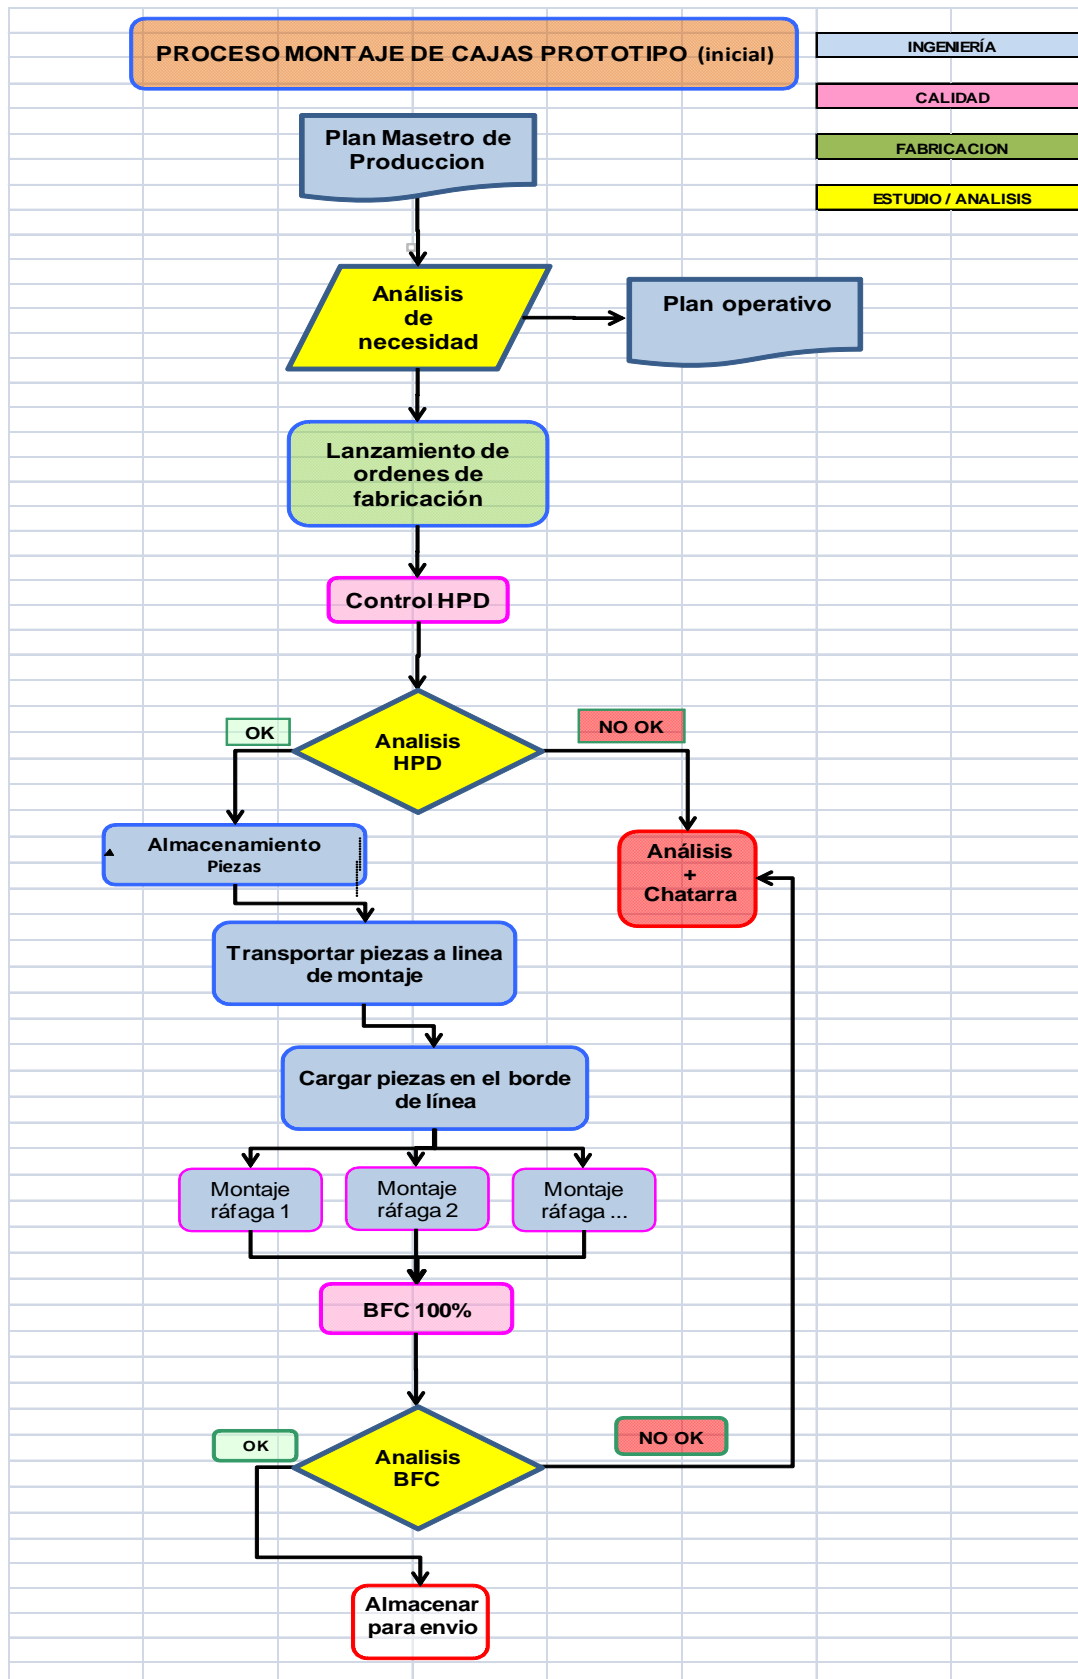 PROCESO MONTAJE DE CAJAS PROTOTIPO (inicial)
INGENIERÍA
CALIDAD
FABRICACION
ESTUDIO / ANALISIS
Plan Masetro de
Produccion
Análisis
de
necesidad
Plan operativo
Lanzamiento de
ordenes de
fabricación
Control HPD
OK
NO OK
Analisis
HPD
Almacenamiento
Piezas
Análisis
+
Chatarra
Transportar piezas a linea
de montaje
Cargar piezas en el borde
de línea
Montaje
ráfaga 1
Montaje
ráfaga 2
Montaje
ráfaga ...
BFC 100%
OK
NO OK
Analisis
BFC
Almacenar
para envio